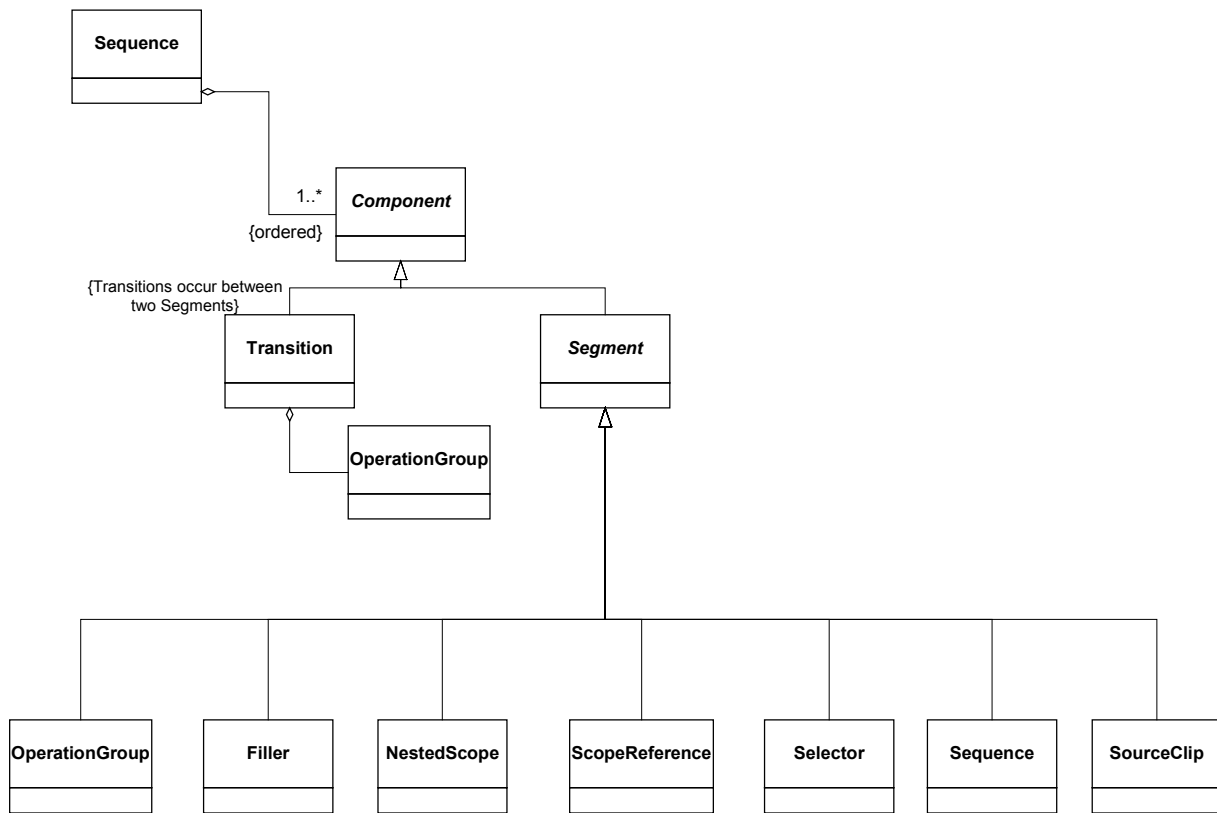 Sequence
1..*
Component
{ordered}
{Transitions occur between
two Segments}
Transition
Segment
OperationGroup
OperationGroup
Filler
NestedScope
ScopeReference
Selector
Sequence
SourceClip